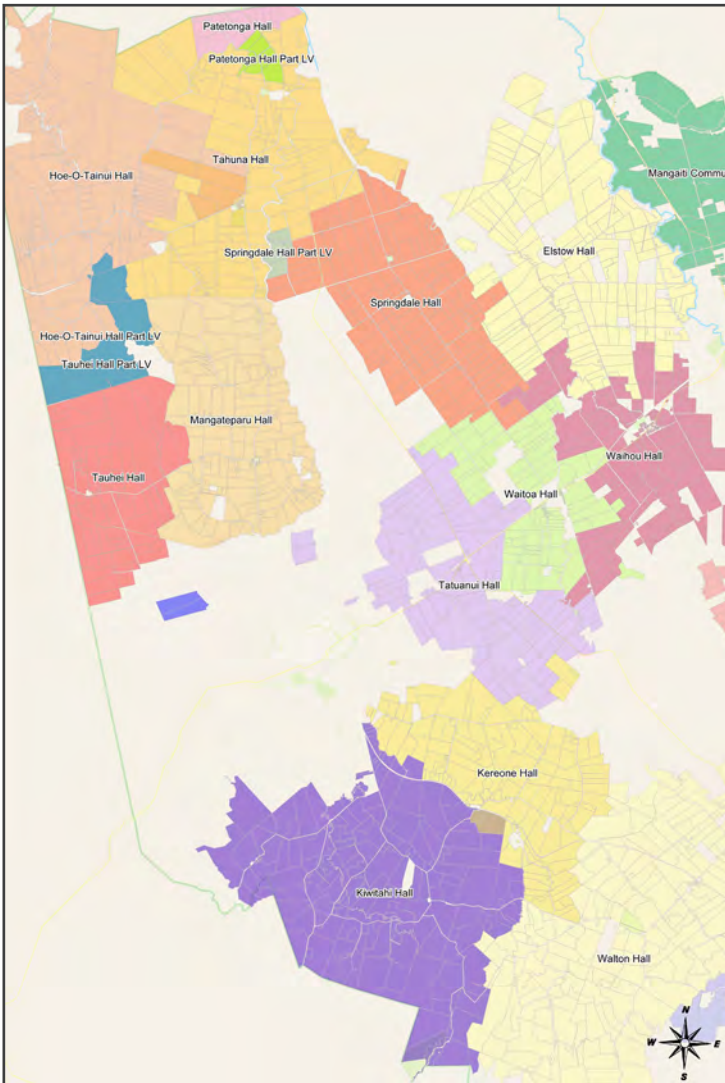 Patetonga Hall
Patetonga Hall Part LV
Tahuna Hall
Hoe-O-Tainui Hall
Mangaiti Commu
Springdale Hall Part LV
Elstow Hall
Springdale Hall
Hoe-O-Tainui Hall Part LV
Tauhei Hall Part LV
Mangateparu Hall
Tauhei Hall
Waihou Hall
Waitoa Hall
Tatuanui Hall
Kereone Hall
Kiwitahi Hall
Walton Hall
N
W E
S